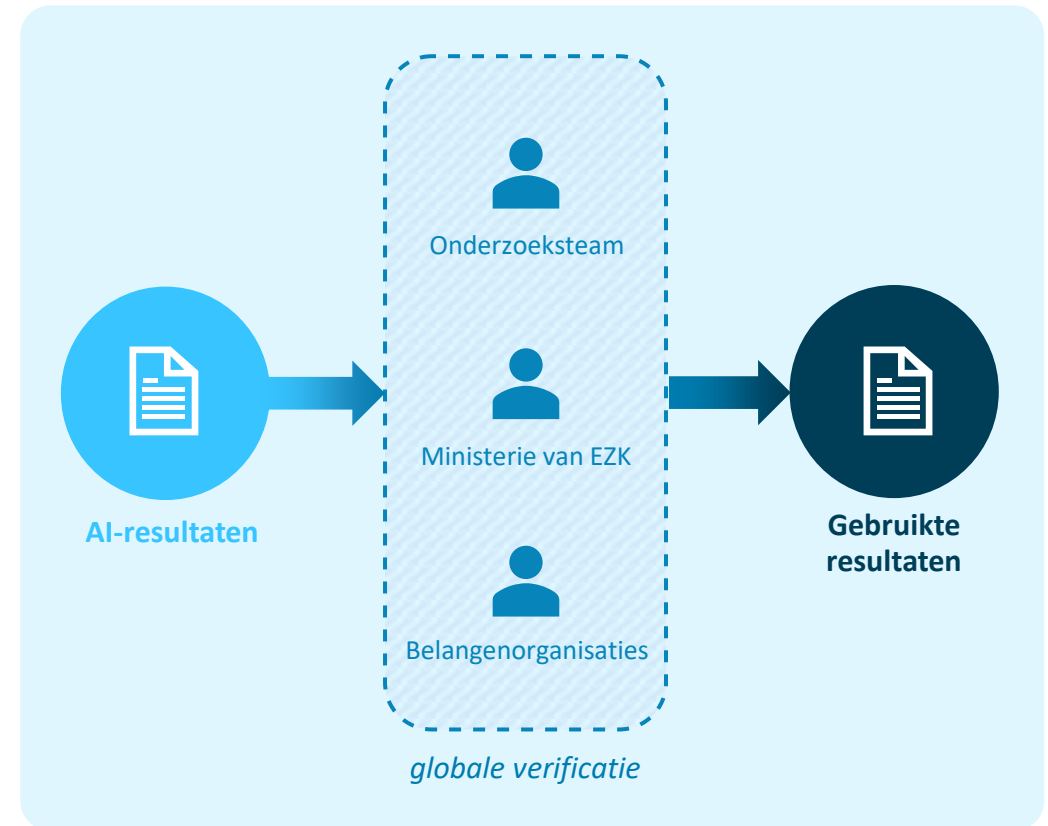 Onderzoeksteam
Ministerie van EZK
AI-resultaten
Gebruikte
resultaten
Belangenorganisaties
globale verificatie